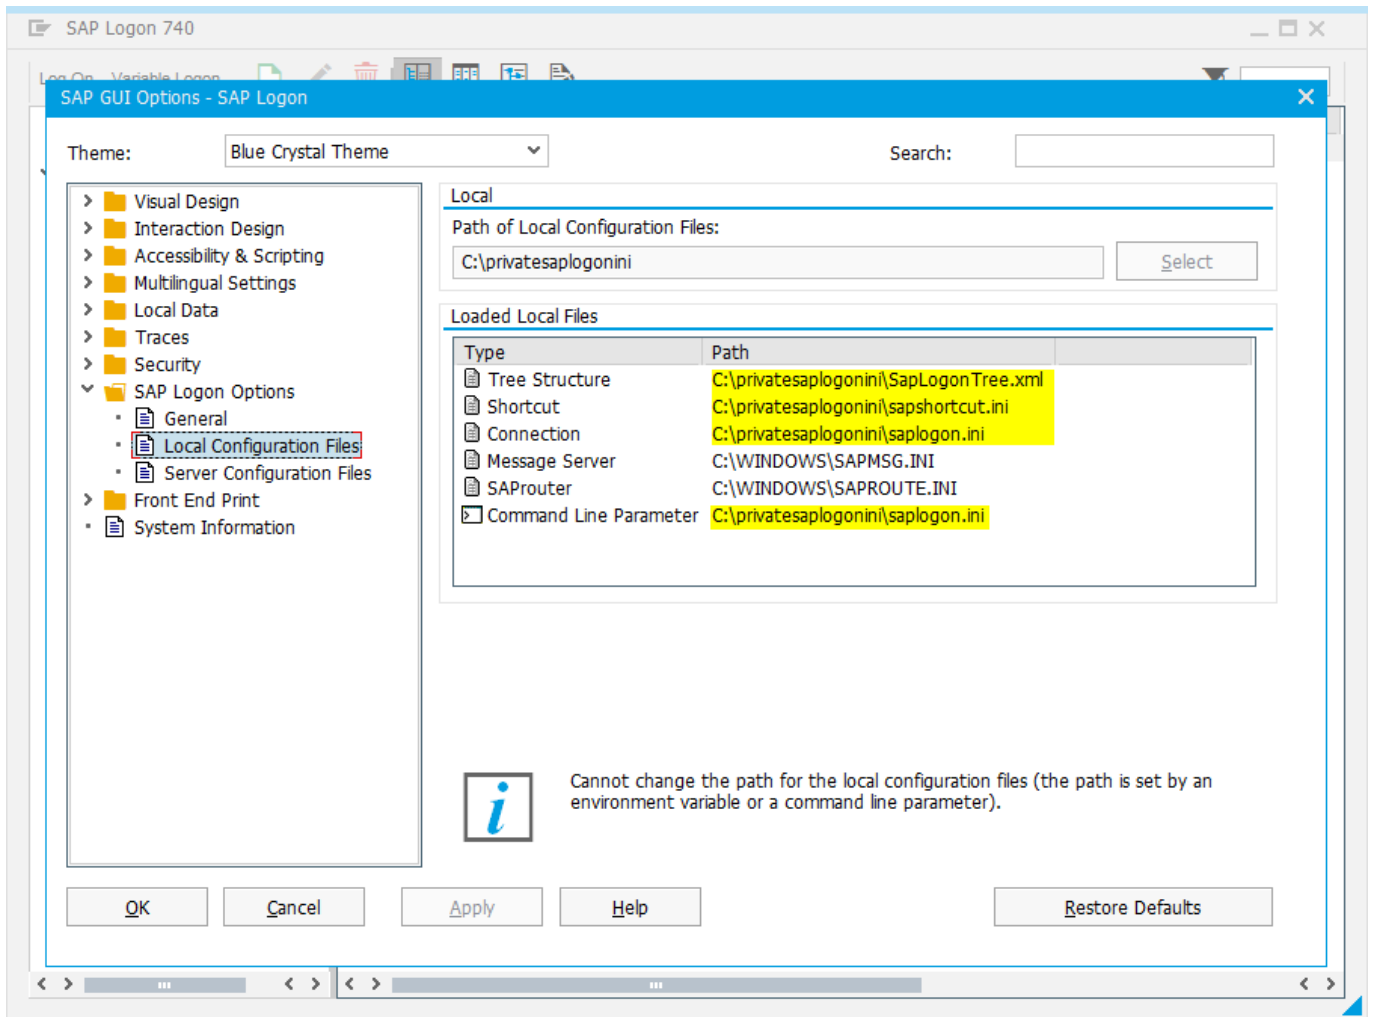 SAP Logon 740
Log On Variable Logon
SAP GUI Options - SAP Logon
Theme: Blue Crystal Theme Search:
Visual Design
Interaction Design
Accessibility & Scripting
Multilingual Settings
Local Data
Traces
Security
SAP Logon Options
General
Local Configuration Files
Server Configuration Files
Front End Print
System Information
Local
Path of Local Configuration Files:
C:\privatesaplogonini Select
Loaded Local Files
Type Path
Tree Structure C:\privatesaplogonini\SapLogonTree.xml
Shortcut C:\privatesaplogonini\sapshortcut.ini
Connection C:\privatesaplogonini\saplogon.ini
Message Server C:\WINDOWS\SAPMSG.INI
SAProuter C:\WINDOWS\SAPROUTE.INI
Command Line Parameter C:\privatesaplogonini\saplogon.ini
Cannot change the path for the local configuration files (the path is set by an
environment variable or a command line parameter).
OK Cancel Apply Help Restore Defaults